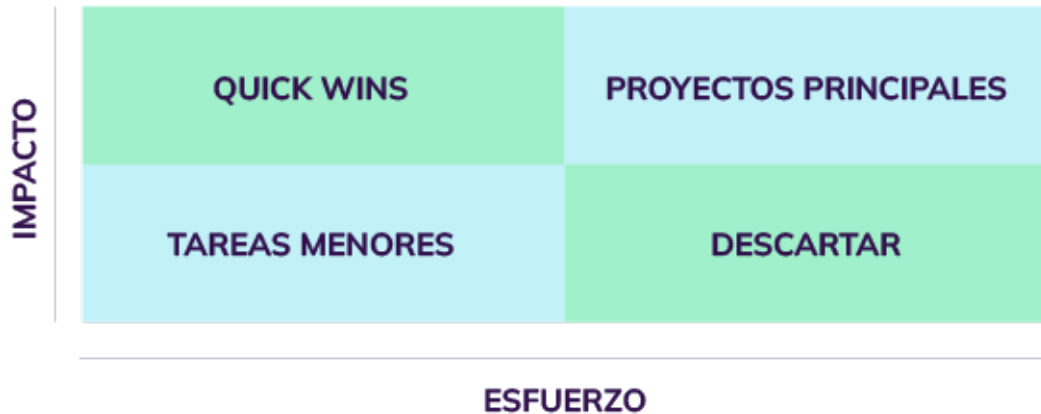 IMPACTO
QUICK WINS
PROYECTOS PRINCIPALES
TAREAS MENORES
DESCARTAR
ESFUERZO